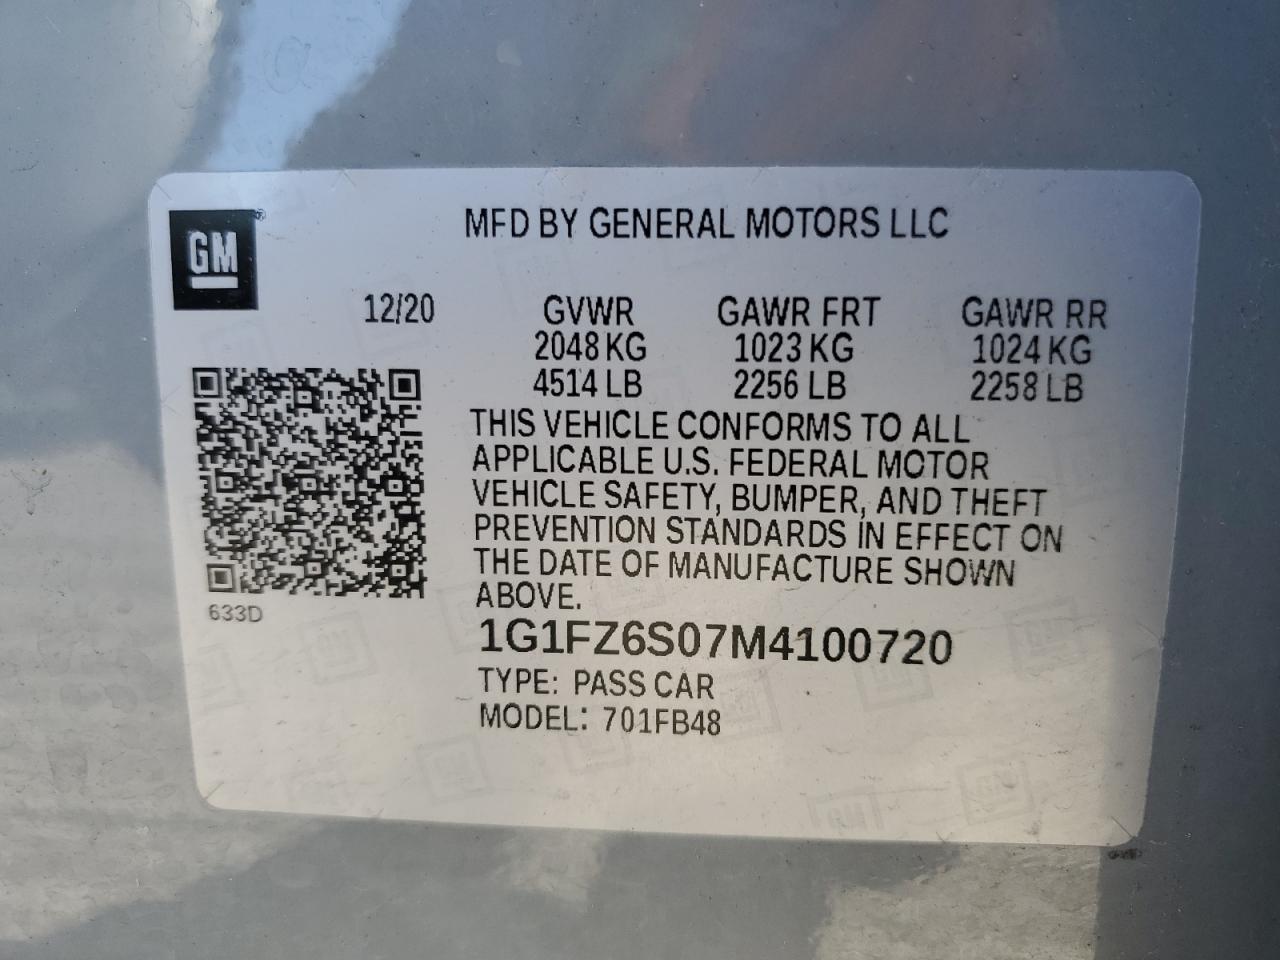 GM
MFD BY GENERAL MOTORS LLC
12/20 GVWR GAWR FRT GAWR RR
2048 KG 1023 KG 1024 KG
4514 LB 2256 LB 2258 LB
THIS VEHICLE CONFORMS TO ALL
APPLICABLE U.S. FEDERAL MOTOR
VEHICLE SAFETY, BUMPER, AND THEFT
PREVENTION STANDARDS IN EFFECT ON
THE DATE OF MANUFACTURE SHOWN
ABOVE.
633D
1G1FZ6S07M4100720
TYPE: PASS CAR
MODEL: 701FB48